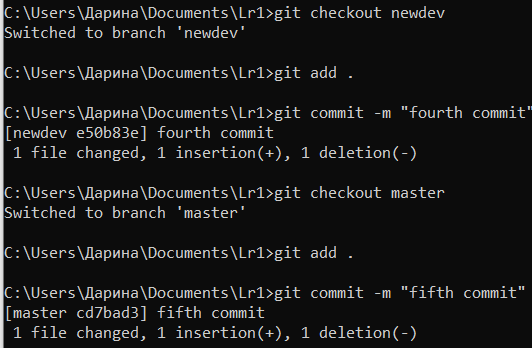 C:\Users\Дарина\Documents\Lr1>git checkout newdev
Switched to branch 'newdev'
C:\Users\Дарина\Documents\Lr1>git add .
C:\Users\Дарина\Documents\Lr1>git commit -m "fourth commit"
[newdev e50b83e] fourth commit
 1 file changed, 1 insertion(+), 1 deletion(-)
C:\Users\Дарина\Documents\Lr1>git checkout master
Switched to branch 'master'
C:\Users\Дарина\Documents\Lr1>git add .
C:\Users\Дарина\Documents\Lr1>git commit -m "fifth commit"
[master cd7bad3] fifth commit
 1 file changed, 1 insertion(+), 1 deletion(-)